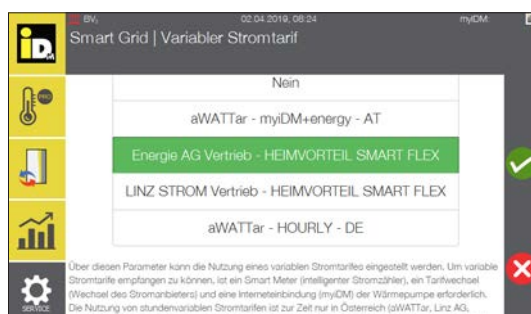 BV₁
02.04.2019, 08:24
myIDM:
iDM
Smart Grid | Variabler Stromtarif
PRO
Nein
aWATTar - myiDM+energy - AT
Energie AG Vertrieb - HEIMVORTEIL SMART FLEX
LINZ STROM Vertrieb - HEIMVORTEIL SMART FLEX
aWATTar - HOURLY - DE
SERVICE
Über diesen Parameter kann die Nutzung eines variablen Stromtarifes eingestellt werden. Um variable
Stromtarife empfangen zu können, ist ein Smart Meter (intelligenter Stromzähler), ein Tarifwechsel
(Wechsel des Stromanbieters) und eine Interneteinbindung (myiDM) der Wärmepumpe erforderlich.
Die Nutzung von stundenvariablen Stromtarifen ist zur Zeit nur in Österreich (aWATTar, Linz AG,